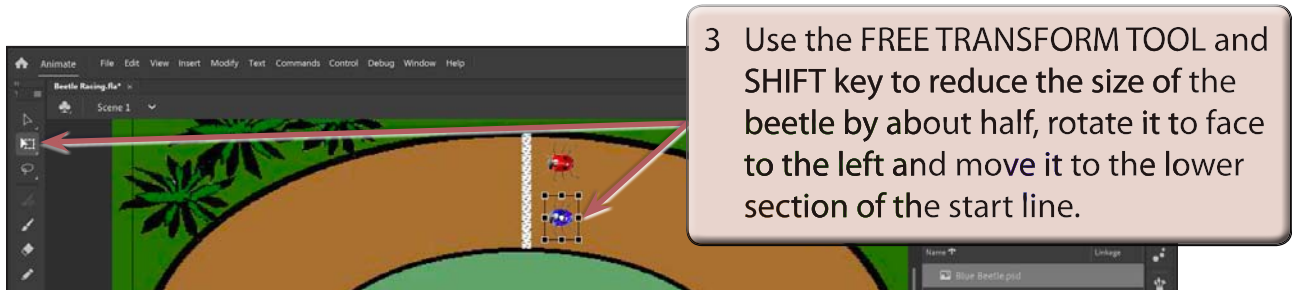 3 Use the FREE TRANSFORM TOOL and
SHIFT key to reduce the size of the
beetle by about half, rotate it to face
to the left and move it to the lower
section of the start line.
Animate File Edit View Insert Modify Text Commands Control Debug Window Help
Beetle Racing.fla* ×
Scene 1
Name Linkage
Blue Beetle.psd